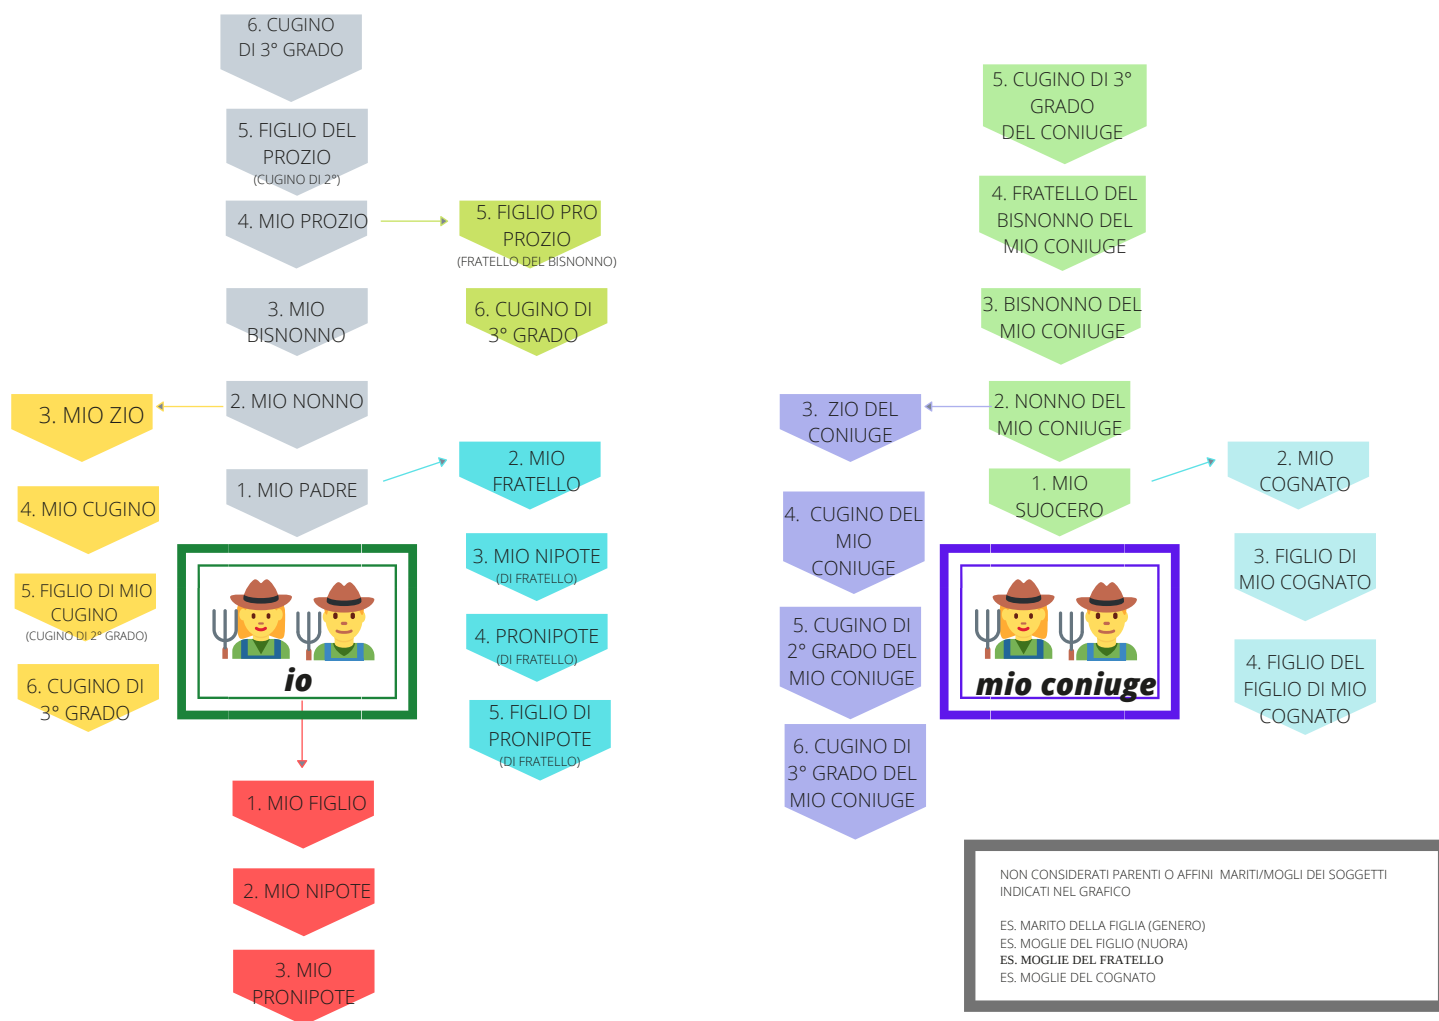 6. CUGINO
DI 3° GRADO
5. FIGLIO DEL
PROZIO
(CUGINO DI 2°)
4. MIO PROZIO
5. FIGLIO PRO
PROZIO
(FRATELLO DEL BISNONNO)
3. MIO
BISNONNO
6. CUGINO DI
3° GRADO
2. MIO NONNO
3. MIO ZIO
1. MIO PADRE
2. MIO
FRATELLO
4. MIO CUGINO
3. MIO NIPOTE
(DI FRATELLO)
5. FIGLIO DI MIO
CUGINO
(CUGINO DI 2° GRADO)
4. PRONIPOTE
(DI FRATELLO)
6. CUGINO DI
3° GRADO
io
5. FIGLIO DI
PRONIPOTE
(DI FRATELLO)
1. MIO FIGLIO
2. MIO NIPOTE
3. MIO
PRONIPOTE
5. CUGINO DI 3°
GRADO
DEL CONIUGE
4. FRATELLO DEL
BISNONNO DEL
MIO CONIUGE
3. BISNONNO DEL
MIO CONIUGE
2. NONNO DEL
MIO CONIUGE
3. ZIO DEL
CONIUGE
1. MIO
SUOCERO
2. MIO
COGNATO
4. CUGINO DEL
MIO
CONIUGE
3. FIGLIO DI
MIO COGNATO
5. CUGINO DI
2° GRADO DEL
MIO CONIUGE
mio coniuge
4. FIGLIO DEL
FIGLIO DI MIO
COGNATO
6. CUGINO DI
3° GRADO DEL
MIO CONIUGE
NON CONSIDERATI PARENTI O AFFINI MARITI/MOGLI DEI SOGGETTI
INDICATI NEL GRAFICO
ES. MARITO DELLA FIGLIA (GENERO)
ES. MOGLIE DEL FIGLIO (NUORA)
ES. MOGLIE DEL FRATELLO
ES. MOGLIE DEL COGNATO